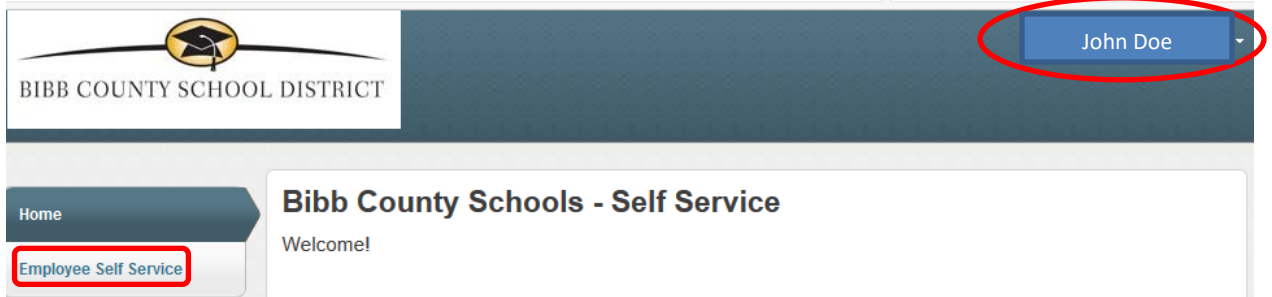 John Doe
BIBB COUNTY SCHOOL DISTRICT
Home
Employee Self Service
Bibb County Schools - Self Service
Welcome!